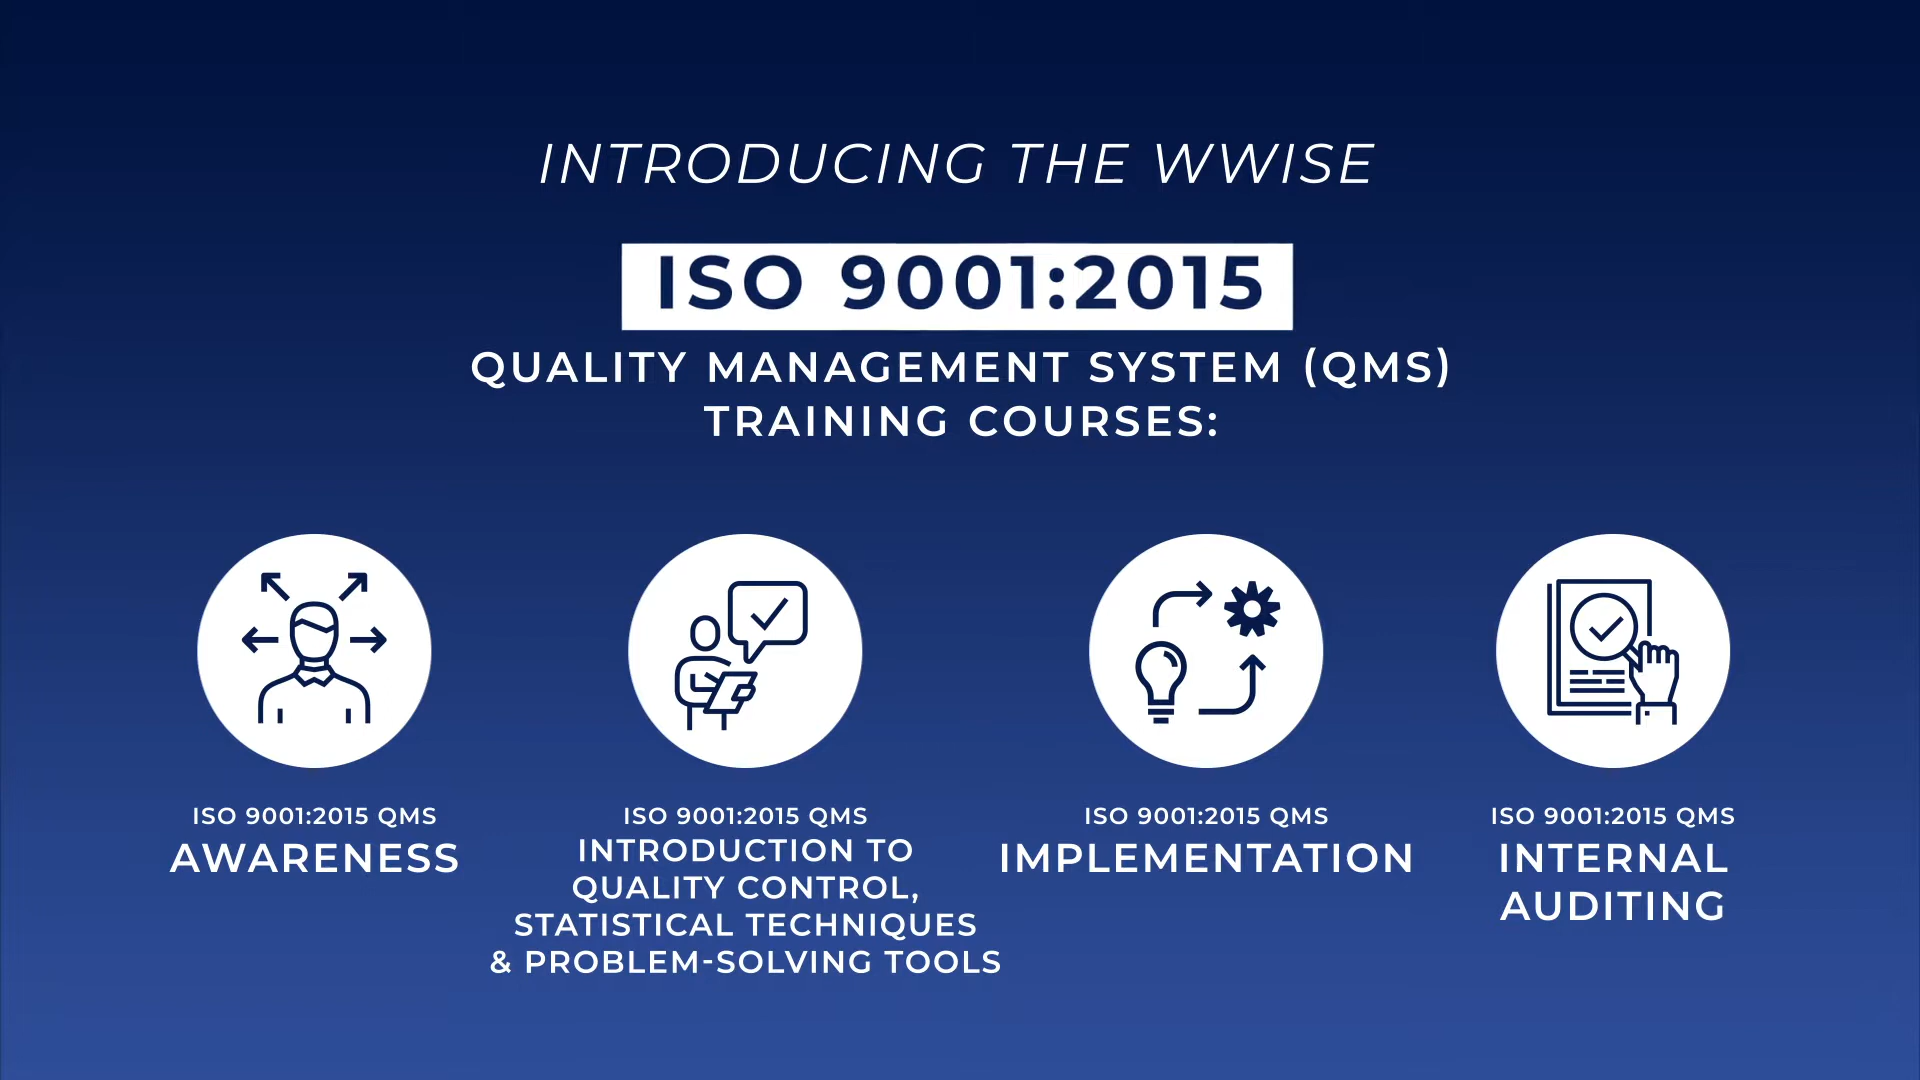 INTRODUCING THE WWISE
ISO 9001:2015
QUALITY MANAGEMENT SYSTEM (QMS)
TRAINING COURSES:
ISO 9001:2015 QMS
AWARENESS
ISO 9001:2015 QMS
INTRODUCTION TO
QUALITY CONTROL,
STATISTICAL TECHNIQUES
& PROBLEM-SOLVING TOOLS
ISO 9001:2015 QMS
IMPLEMENTATION
ISO 9001:2015 QMS
INTERNAL
AUDITING